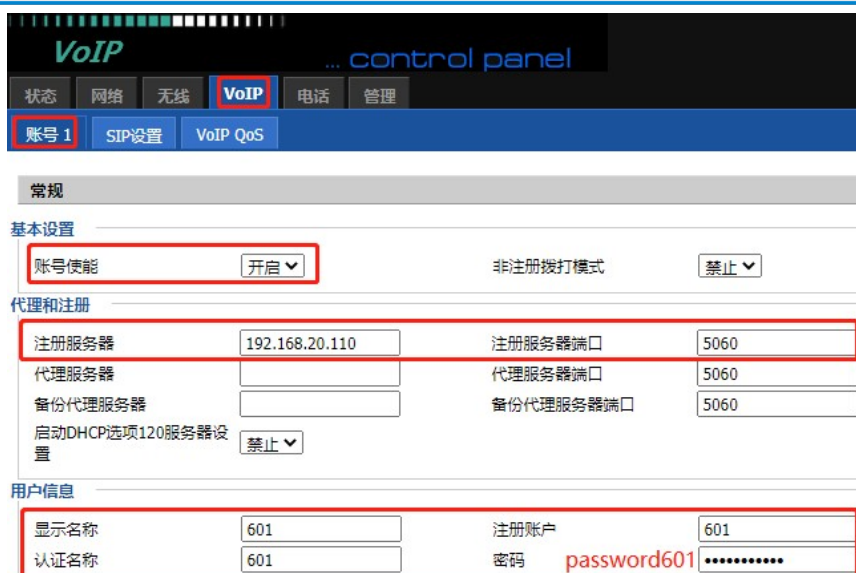 VoIP
... control panel
状态 网络 无线 VoIP 电话 管理
账号 1 SIP设置 VoIP QoS
常规
基本设置
账号使能 开启 非注册拨打模式 禁止
代理和注册
注册服务器 192.168.20.110 注册服务器端口 5060
代理服务器 代理服务器端口 5060
备份代理服务器 备份代理服务器端口 5060
启动DHCP选项120服务器设
置 禁止
用户信息
显示名称 601 注册账户 601
认证名称 601 密码 password601 •••••••••••